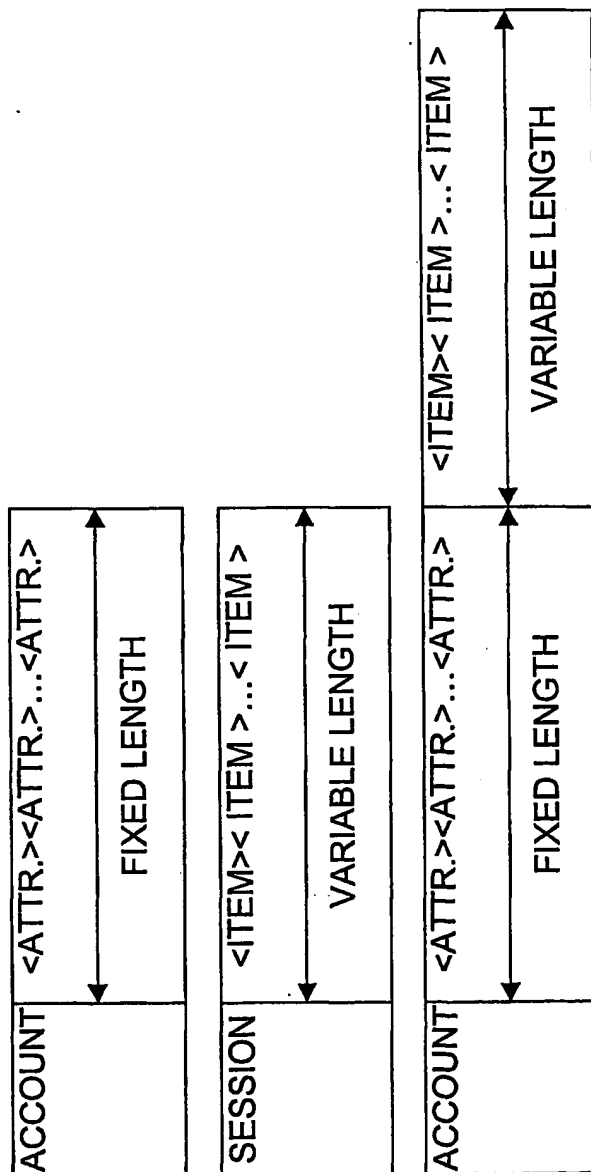 ACCOUNT <ATTR.><ATTR.>...<ATTR.>
FIXED LENGTH
SESSION <ITEM>< ITEM >...< ITEM >
VARIABLE LENGTH
ACCOUNT <ATTR.><ATTR.>...<ATTR.> <ITEM>< ITEM >...< ITEM >
FIXED LENGTH VARIABLE LENGTH